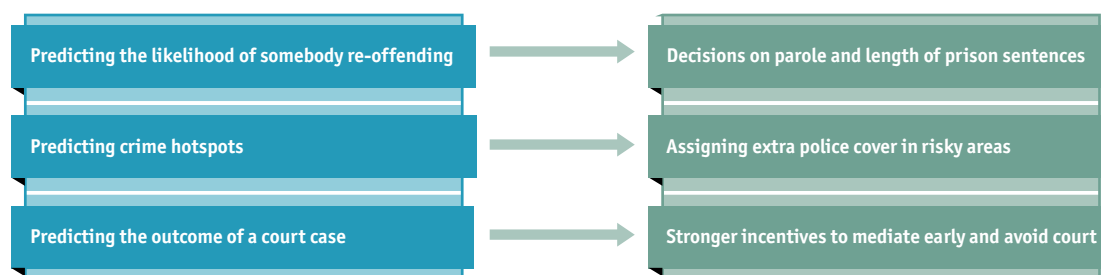 Predicting the likelihood of somebody re-offending
Decisions on parole and length of prison sentences
Predicting crime hotspots
Assigning extra police cover in risky areas
Predicting the outcome of a court case
Stronger incentives to mediate early and avoid court